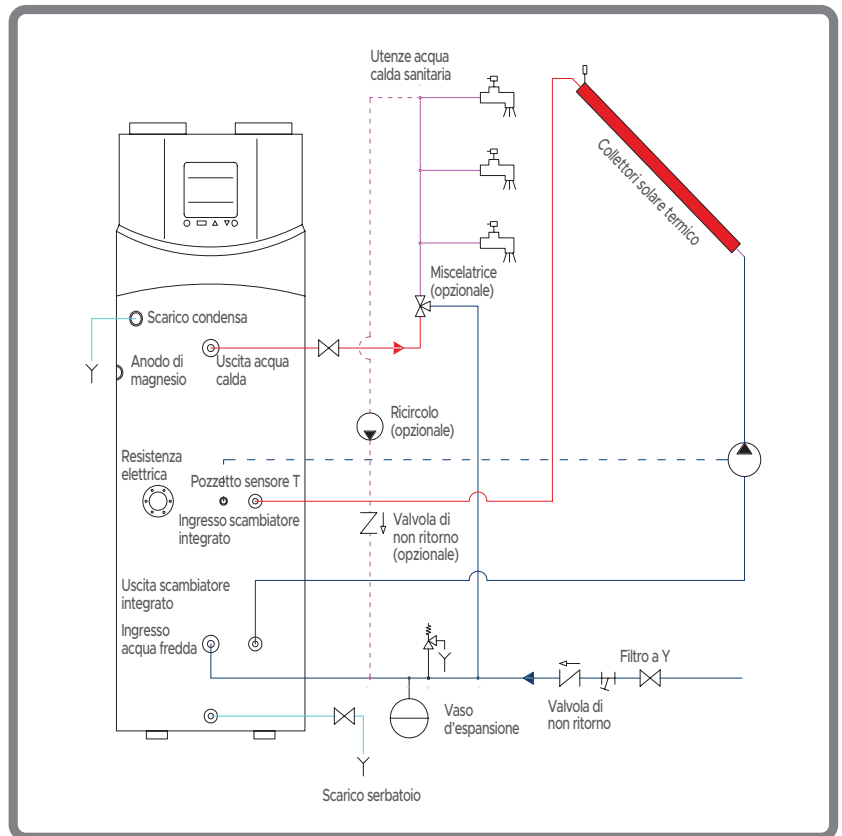 Utenze acqua
calda sanitaria
Collettori solare termico
Miscelatrice
(opzionale)
Scarico condensa
Anodo di
magnesio
Uscita acqua
calda
Ricircolo
(opzionale)
Resistenza
elettrica
Pozzetto sensore T
Ingresso scambiatore
integrato
Valvola di
non ritorno
(opzionale)
Uscita scambiatore
integrato
Ingresso
acqua fredda
Filtro a Y
Vaso
d'espansione
Valvola di
non ritorno
Scarico serbatoio